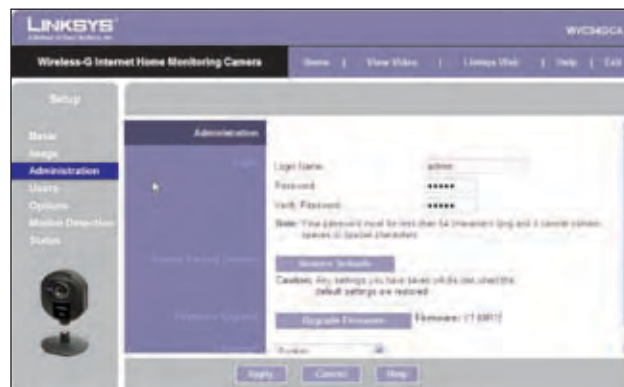 LINKSYS
Wireless-G Internet Home Monitoring Camera
Home | View Video | Linksys Web | Help | Exit
Setup
Basic
Image
Administration
Users
Options
Motion Detection
Status
Administration
Login
Login Name: admin
Password: •••••
Verify Password: •••••
Note: Your password must be less than 64 characters long and it cannot contain
spaces or special characters
Restore Defaults
Caution: Any settings you have saved will be lost when the
default settings are restored
Firmware Upgrade
Upgrade Firmware Firmware:
Apply Cancel Help